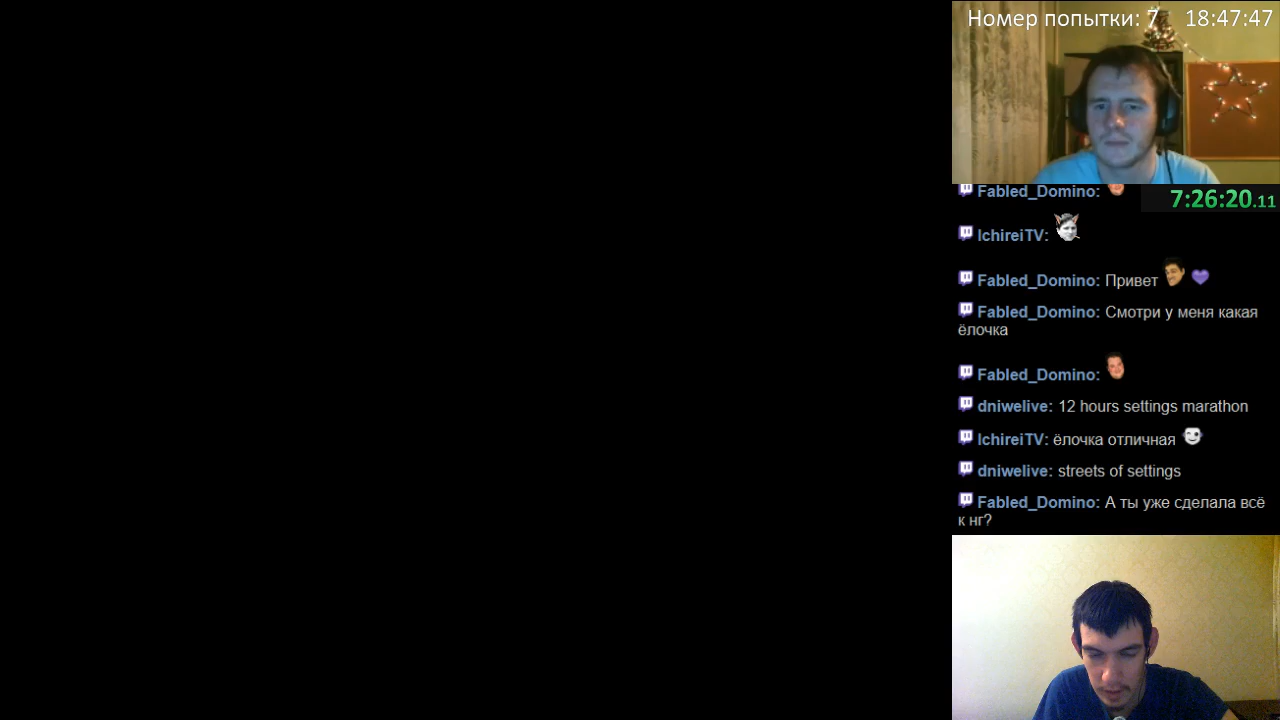 Номер попытки: 7 18:47:47
Fabled_Domino:
7:26:20.11
IchireiTV:
Fabled_Domino: Привет
Fabled_Domino: Смотри у меня какая
ёлочка
Fabled_Domino:
dniwelive: 12 hours settings marathon
IchireiTV: ёлочка отличная
dniwelive: streets of settings
Fabled_Domino: А ты уже сделала всё
к нг?